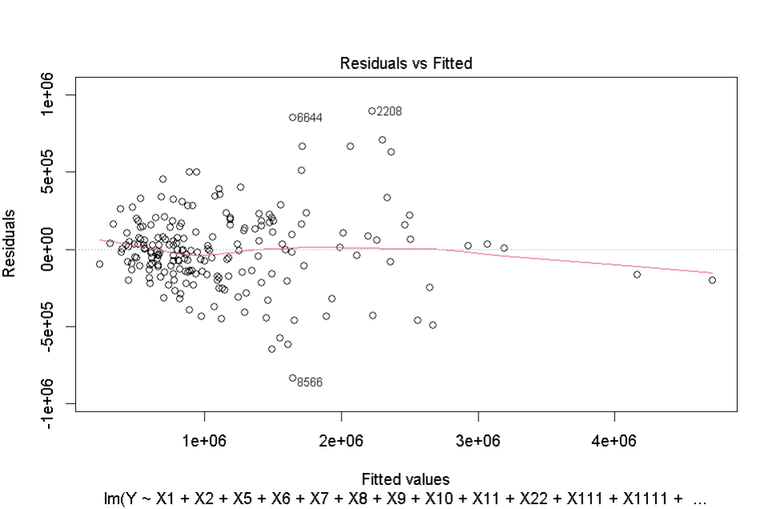 Residuals vs Fitted
Residuals
1e+06
5e+05
0e+00
-5e+05
-1e+06
6644
2208
8566
1e+06 2e+06 3e+06 4e+06
Fitted values
lm(Y ~ X1 + X2 + X5 + X6 + X7 + X8 + X9 + X10 + X11 + X22 + X111 + X1111 + ...